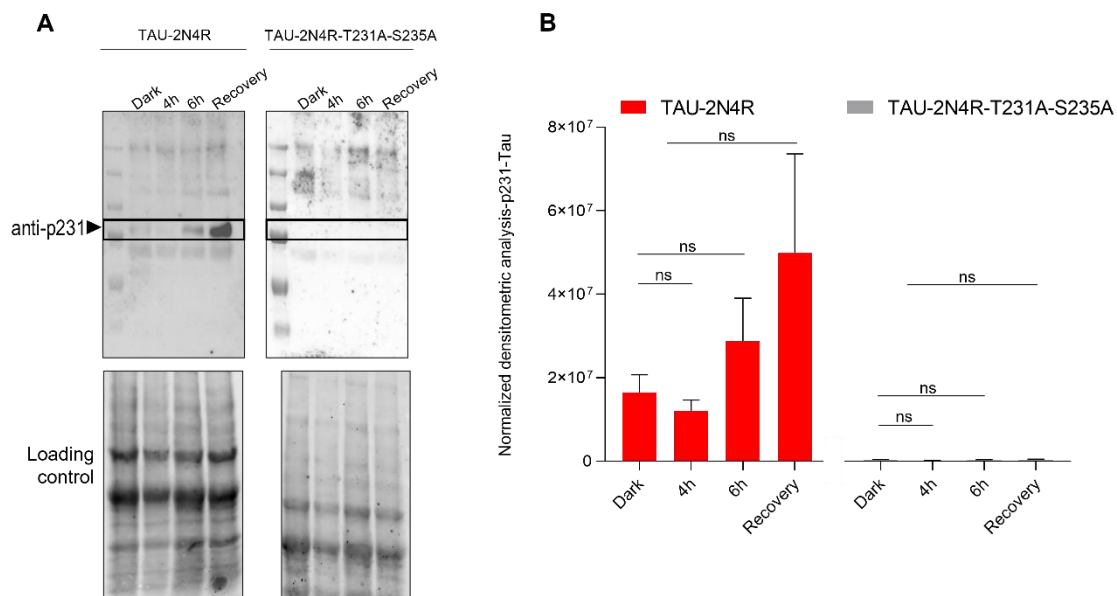 A
TAU-2N4R
TAU-2N4R-T231A-S235A
Dark
4h
6h
Recovery
Dark
4h
6h
Recovery
anti-p231
Loading
control
B
TAU-2N4R
TAU-2N4R-T231A-S235A
Normalized densitometric analysis-p231-Tau
8×10⁷
6×10⁷
4×10⁷
2×10⁷
0
ns
ns
ns
ns
ns
ns
Dark
4h
6h
Recovery
Dark
4h
6h
Recovery